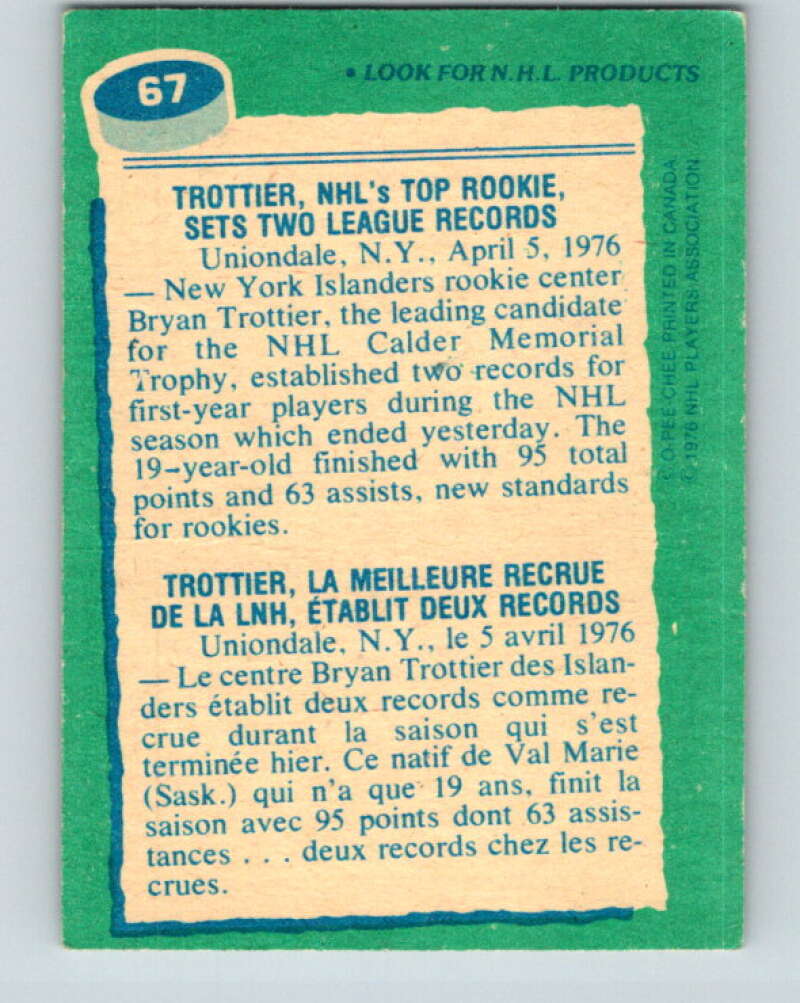 67
• LOOK FOR N.H.L. PRODUCTS
TROTTIER, NHL's TOP ROOKIE,
SETS TWO LEAGUE RECORDS
Uniondale, N.Y., April 5, 1976
— New York Islanders rookie center
Bryan Trottier, the leading candidate
for the NHL Calder Memorial
Trophy, established two records for
first-year players during the NHL
season which ended yesterday. The
19-year-old finished with 95 total
points and 63 assists, new standards
for rookies.
TROTTIER, LA MEILLEURE RECRUE
DE LA LNH, ÉTABLIT DEUX RECORDS
Uniondale, N.Y., le 5 avril 1976
— Le centre Bryan Trottier des Islan-
ders établit deux records comme re-
crue durant la saison qui s'est
terminée hier. Ce natif de Val Marie
(Sask.) qui n'a que 19 ans, finit la
saison avec 95 points dont 63 assis-
tances . . . deux records chez les re-
crues.
© O-PEE-CHEE PRINTED IN CANADA
© 1976 NHL PLAYERS ASSOCIATION